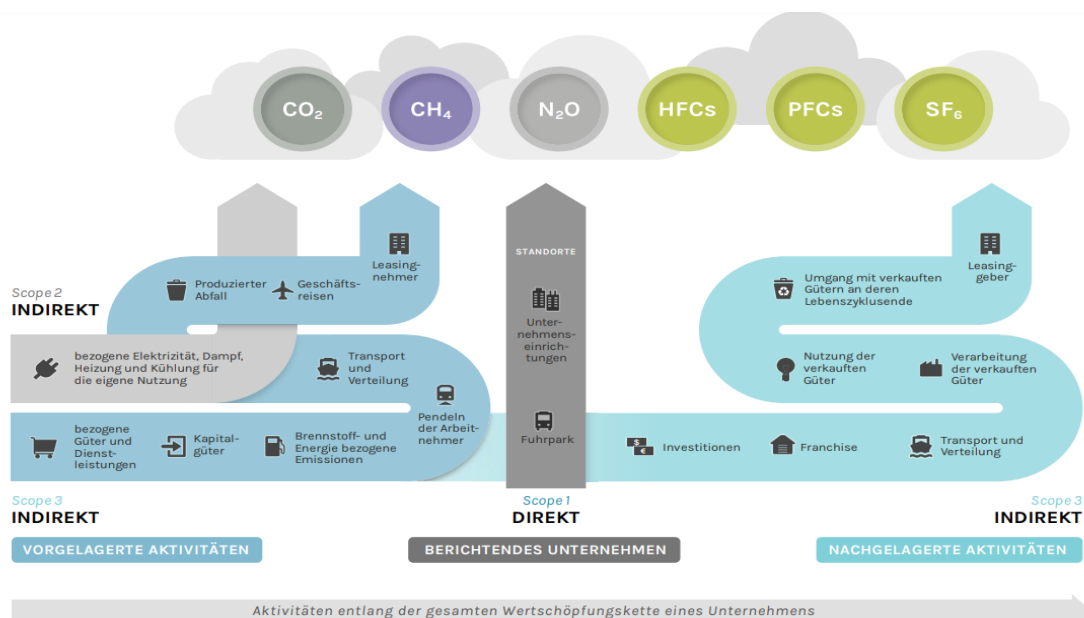 CO₂
CH₄
N₂O
HFCs
PFCs
SF₆
Scope 2
INDIREKT
Produzierter
Abfall
Geschäfts-
reisen
Leasing-
nehmer
bezogene Elektrizität, Dampf,
Heizung und Kühlung für
die eigene Nutzung
Transport
und
Verteilung
Pendeln
der Arbeit-
nehmer
bezogene
Güter und
Dienst-
leistungen
Kapital-
güter
Brennstoff- und
Energie bezogene
Emissionen
STANDORTE
Unter-
nehmens-
einrich-
tungen
Fuhrpark
Umgang mit verkauften
Gütern an deren
Lebenszyklusende
Leasing-
geber
Nutzung der
verkauften
Güter
Verarbeitung
der verkauften
Güter
$
€
Investitionen
Franchise
Transport und
Verteilung
Scope 3
INDIREKT
Scope 1
DIREKT
Scope 3
INDIREKT
VORGELAGERTE AKTIVITÄTEN
BERICHTENDES UNTERNEHMEN
NACHGELAGERTE AKTIVITÄTEN
Aktivitäten entlang der gesamten Wertschöpfungskette eines Unternehmens